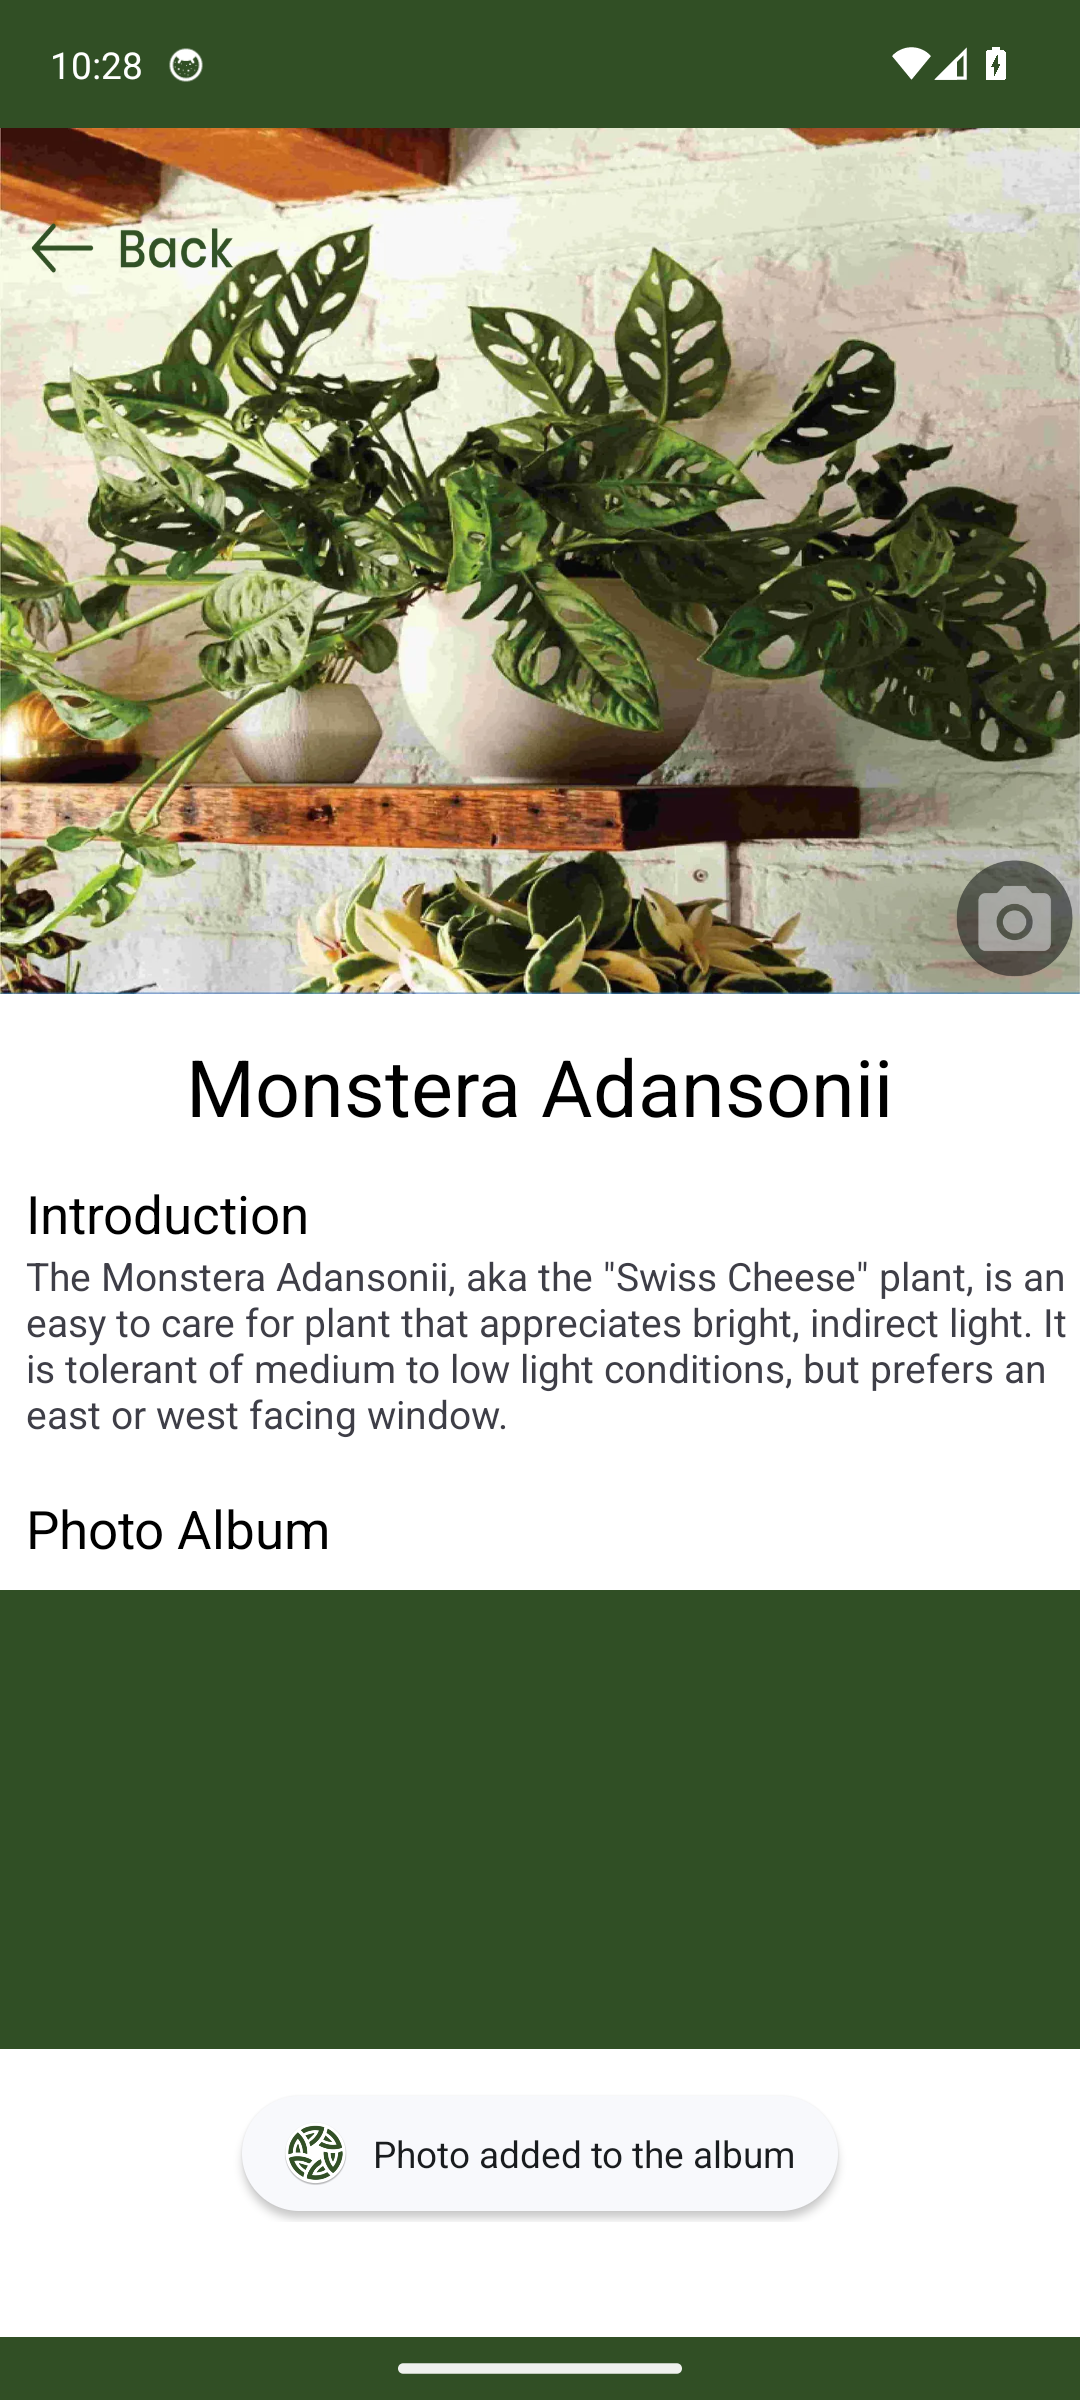 10:28
Back
Monstera Adansonii
Introduction
The Monstera Adansonii, aka the "Swiss Cheese" plant, is an
easy to care for plant that appreciates bright, indirect light. It
is tolerant of medium to low light conditions, but prefers an
east or west facing window.
Photo Album
Photo added to the album